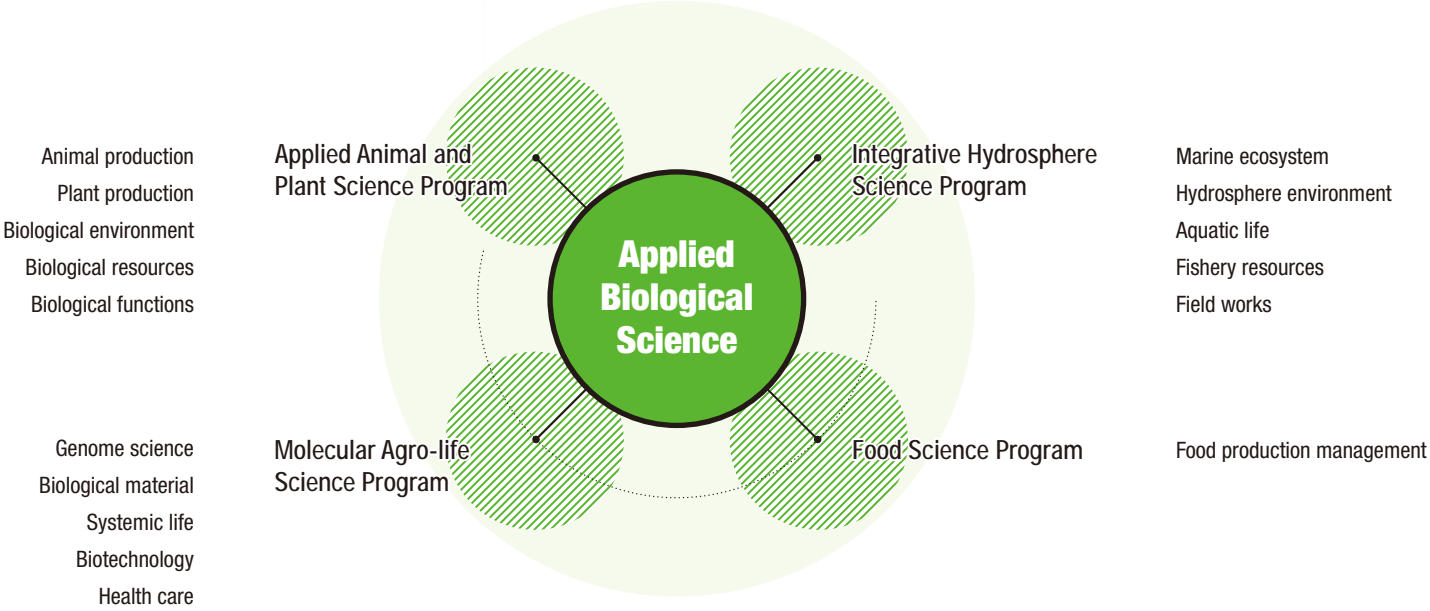 Animal production
Plant production
Biological environment
Biological resources
Biological functions
Applied Animal and
Plant Science Program
Integrative Hydrosphere
Science Program
Marine ecosystem
Hydrosphere environment
Aquatic life
Fishery resources
Field works
Applied
Biological
Science
Genome science
Biological material
Systemic life
Biotechnology
Health care
Molecular Agro-life
Science Program
Food Science Program
Food production management